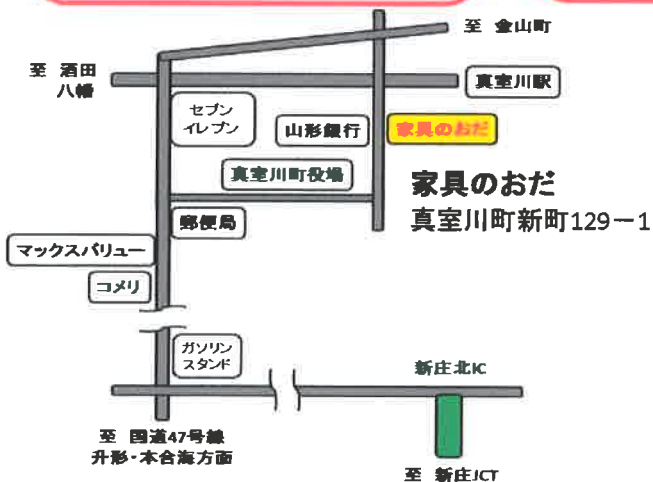 至 金山町
至 酒田
八幡
真室川駅
セブン
イレブン
山形銀行
家具のおだ
真室川町役場
家具のおだ
真室川町新町129－1
郵便局
マックスバリュー
コメリ
ガソリン
スタンド
新庄北IC
至 国道47号線
升形・本合海方面
至 新庄JCT